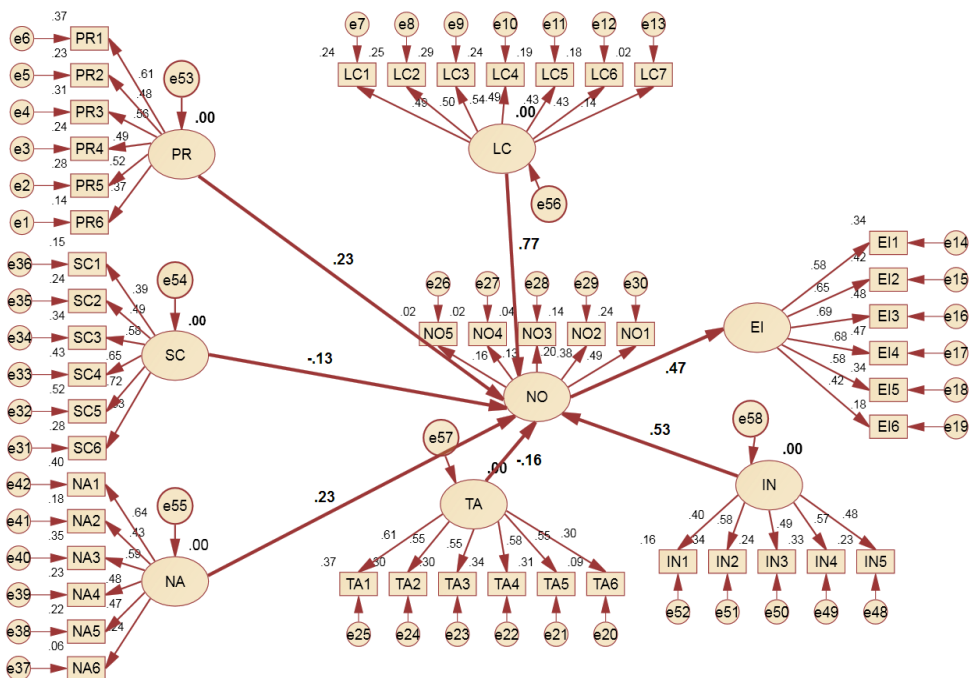 .37
e6 PR1
.23
e5 PR2
.31
e4 PR3
.24
e3 PR4
.28
e2 PR5
.14
e1 PR6
.61
.48
.56
.49
.52
.37
e53
.00
PR
e7 e8 e9 e10 e11 e12 e13
.24 .25 .29 .24 .19 .18 .02
LC1 LC2 LC3 LC4 LC5 LC6 LC7
.49 .50 .54 .49 .43 .43 .14
.00
LC
e56
.77
.23
.15
e36 SC1
.24
e35 SC2
.34
e34 SC3
.43
e33 SC4
.52
e32 SC5
.28
e31 SC6
.39
.49
.58
.65
.72
e54
.00
SC
-.13
e26 e27 e28 e29 e30
.02 .02 .04 .14 .24
NO5 NO4 NO3 NO2 NO1
.16 .13 .20 .38 .49
NO
.47
EI
.34
EI1 e14
.42
EI2 e15
.48
EI3 e16
.47
EI4 e17
.34
EI5 e18
.18
EI6 e19
.58
.65
.69
.68
.58
.42
.40
e42 NA1
.18
e41 NA2
.35
e40 NA3
.23
e39 NA4
.22
e38 NA5
.06
e37 NA6
.64
.43
.59
.48
.47
.24
e55
.00
NA
.23
e57
.00
-.16
TA
.61 .55 .55 .58 .55 .30
.37 .30 .30 .34 .31 .09
TA1 TA2 TA3 TA4 TA5 TA6
e25 e24 e23 e22 e21 e20
.53
e58
.00
IN
.40 .58 .49 .57 .48
.16 .34 .24 .33 .23
IN1 IN2 IN3 IN4 IN5
e52 e51 e50 e49 e48